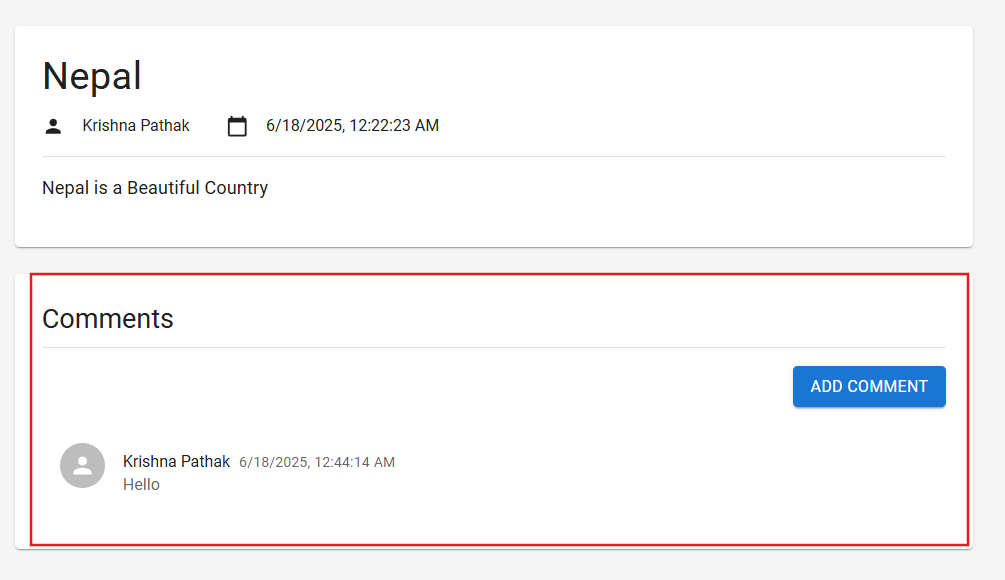 Nepal
Krishna Pathak 6/18/2025, 12:22:23 AM
Nepal is a Beautiful Country
Comments
ADD COMMENT
Krishna Pathak 6/18/2025, 12:44:14 AM
Hello